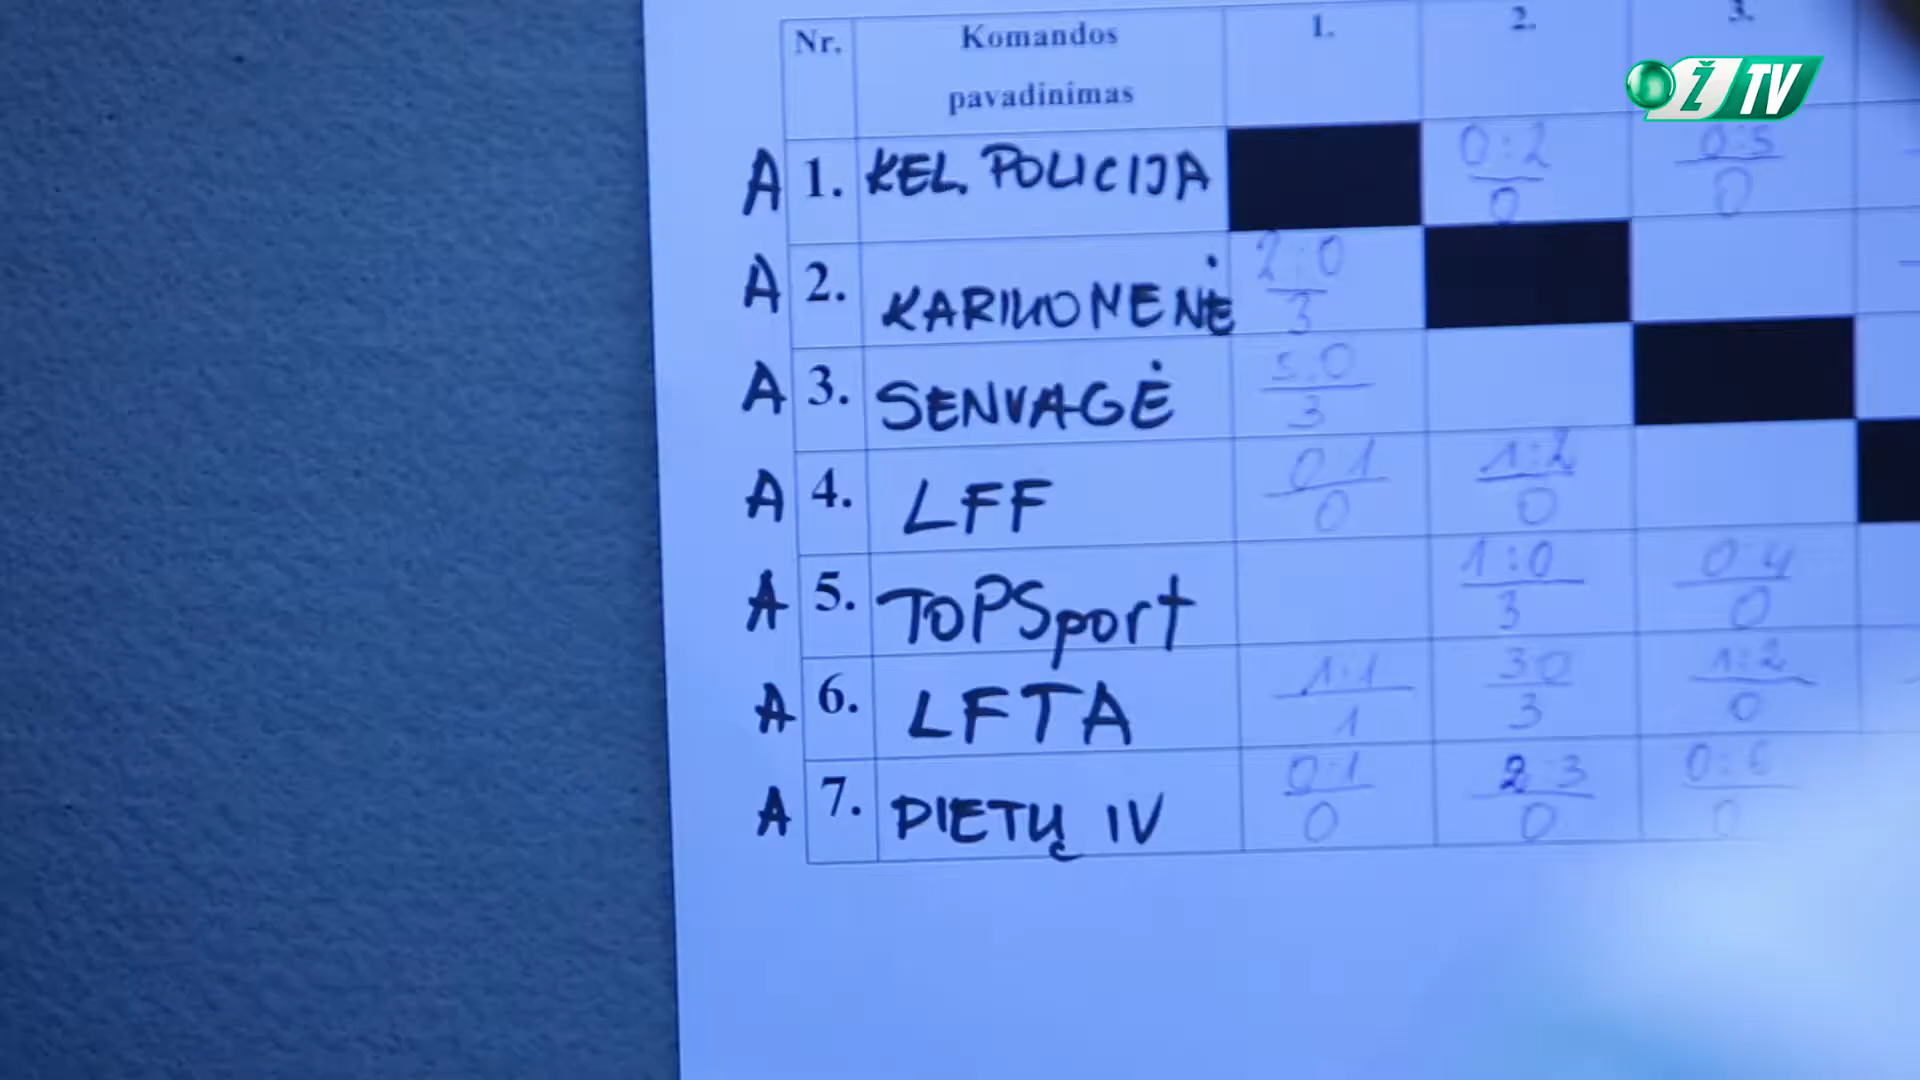 Nr. Komandos pavadinimas 1. 2. 3.
A 1. KEL. POLICIJA 0:2 0 0:5 0
A 2. KARIUOMENĖ 2:0 3
A 3. SENVAGĖ 5:0 3
A 4. LFF 0:1 0 1:2 0
A 5. TOPSport 1:0 3 0:4 0
A 6. LFTA 1:1 1 3:0 3 1:2 0
A 7. PIETŲ IV 0:1 0 2:3 0 0:6 0
ŽTV